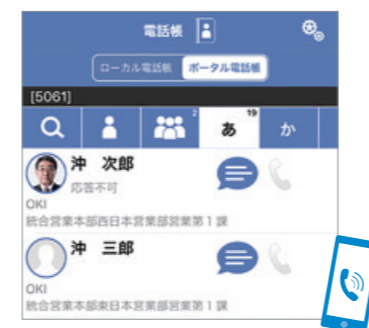 電話帳
ローカル電話帳 ポータル電話帳
[5061]
2 19
あ か
沖 次郎
応答不可
OKI
統合営業本部西日本営業部営業第1課
沖 三郎
OKI
統合営業本部東日本営業部営業第1課